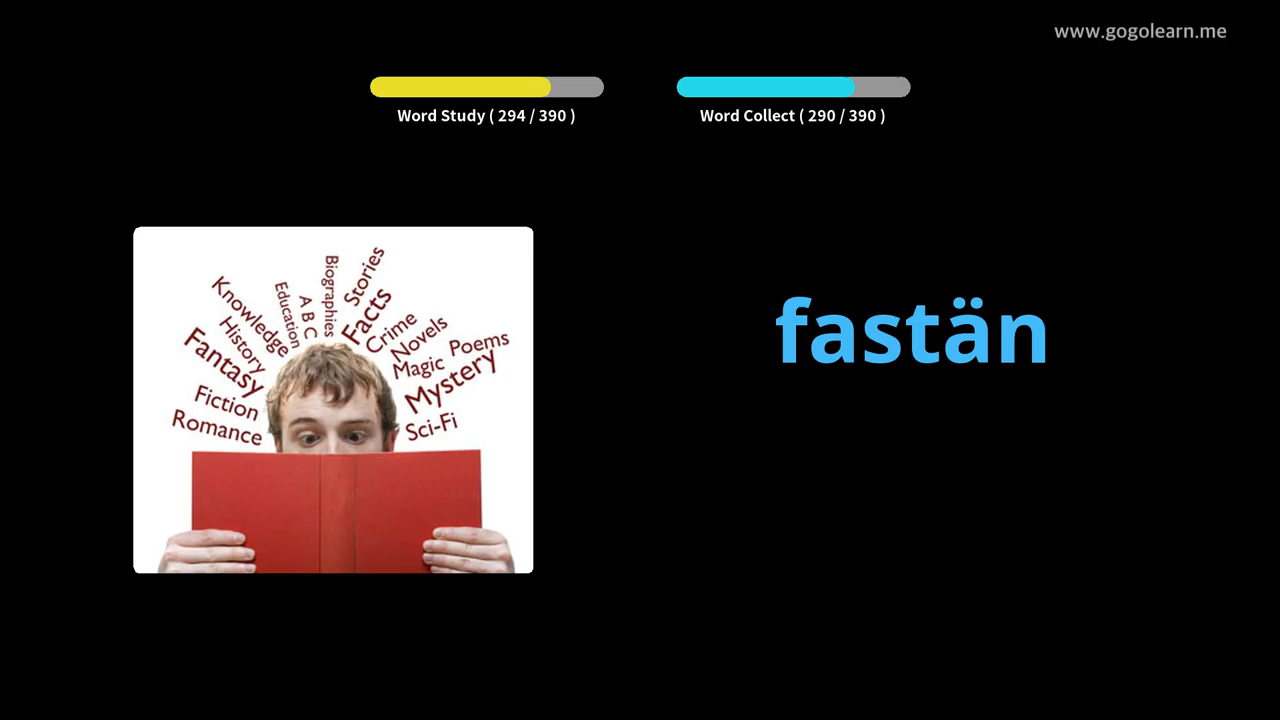 www.gogolearn.me
Word Study ( 294 / 390 )
Word Collect ( 290 / 390 )
Biographies
Stories
Knowledge
Education
A B C
Facts
History
Crime
Novels
Fantasy
Magic
Poems
Mystery
Fiction
Romance
Sci-Fi
fastän